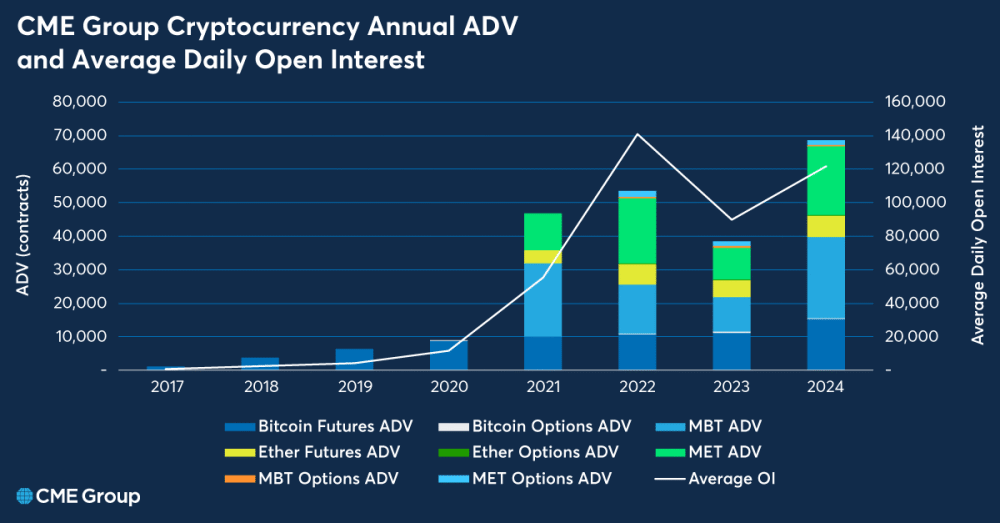 CME Group Cryptocurrency Annual ADV
and Average Daily Open Interest
80,000
70,000
60,000
50,000
40,000
30,000
20,000
10,000
-
ADV (contracts)
160,000
140,000
120,000
100,000
80,000
60,000
40,000
20,000
-
Average Daily Open Interest
2017 2018 2019 2020 2021 2022 2023 2024
Bitcoin Futures ADV Bitcoin Options ADV MBT ADV
Ether Futures ADV Ether Options ADV MET ADV
MBT Options ADV MET Options ADV Average OI
CME Group